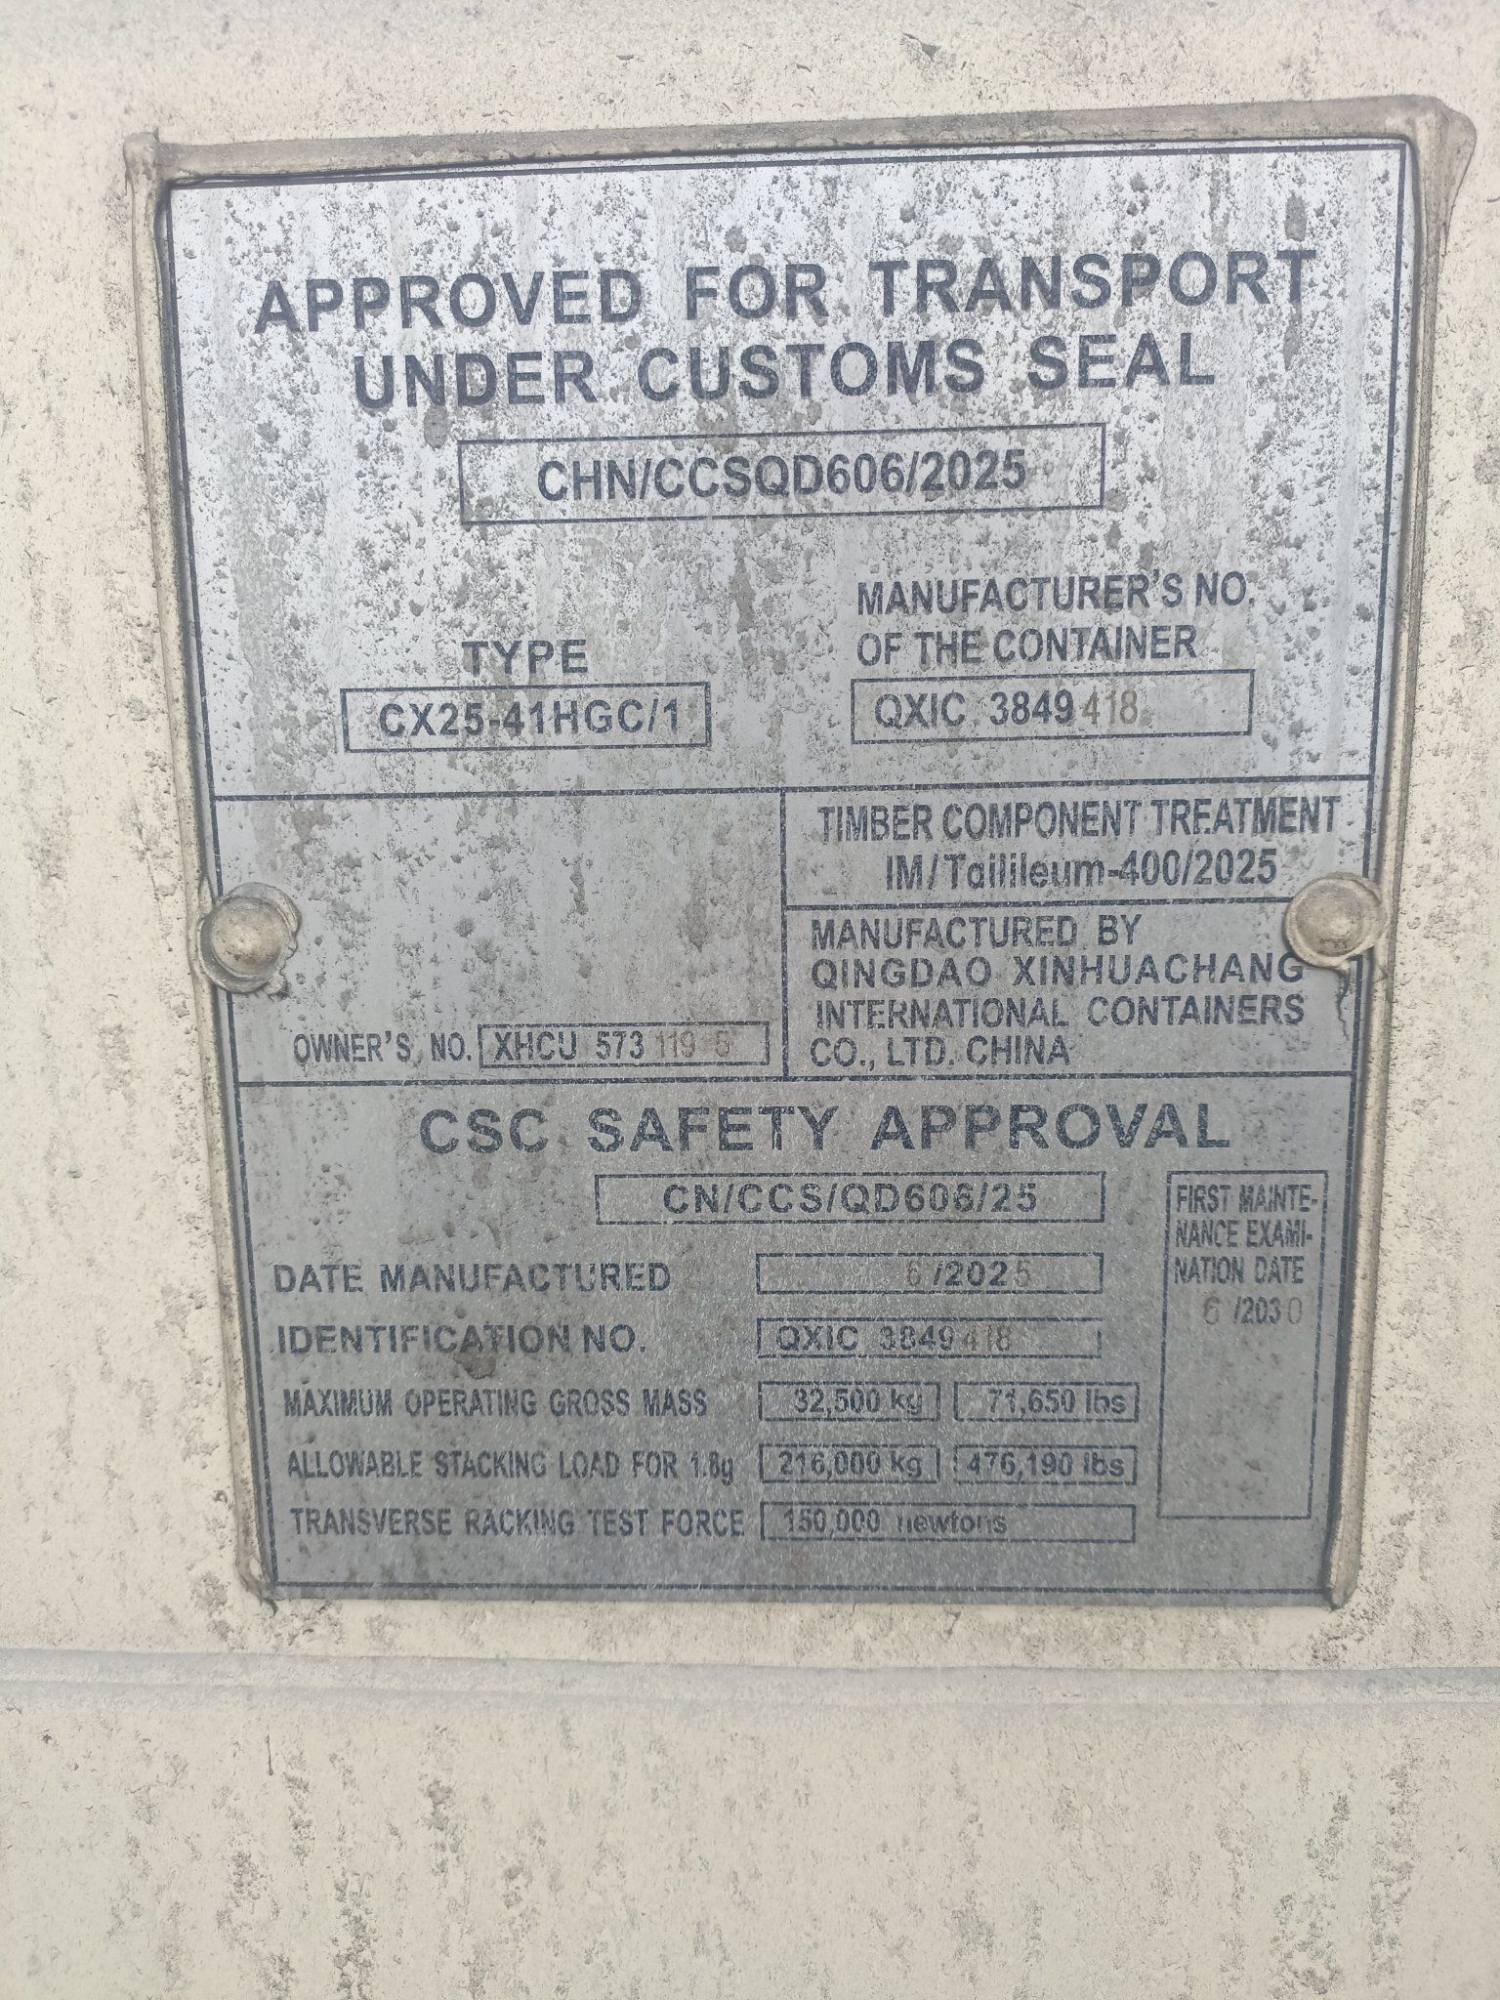 APPROVED FOR TRANSPORT
UNDER CUSTOMS SEAL
CHN/CCSQD606/2025
TYPE
CX25-41HGC/1
MANUFACTURER'S NO.
OF THE CONTAINER
QXIC 3849418
TIMBER COMPONENT TREATMENT
IM/Tailileum-400/2025
MANUFACTURED BY
QINGDAO XINHUACHANG
INTERNATIONAL CONTAINERS
CO., LTD. CHINA
OWNER'S NO. XHCU 573 119
CSC SAFETY APPROVAL
CN/CCS/QD606/25
DATE MANUFACTURED 6 /2025
IDENTIFICATION NO. QXIC 3849418
MAXIMUM OPERATING GROSS MASS 32,500 kg 71,650 lbs
ALLOWABLE STACKING LOAD FOR 1.8g 216,000 kg 476,190 lbs
TRANSVERSE RACKING TEST FORCE 150,000 newtons
FIRST MAINTE-
NANCE EXAMI-
NATION DATE
6 /2030